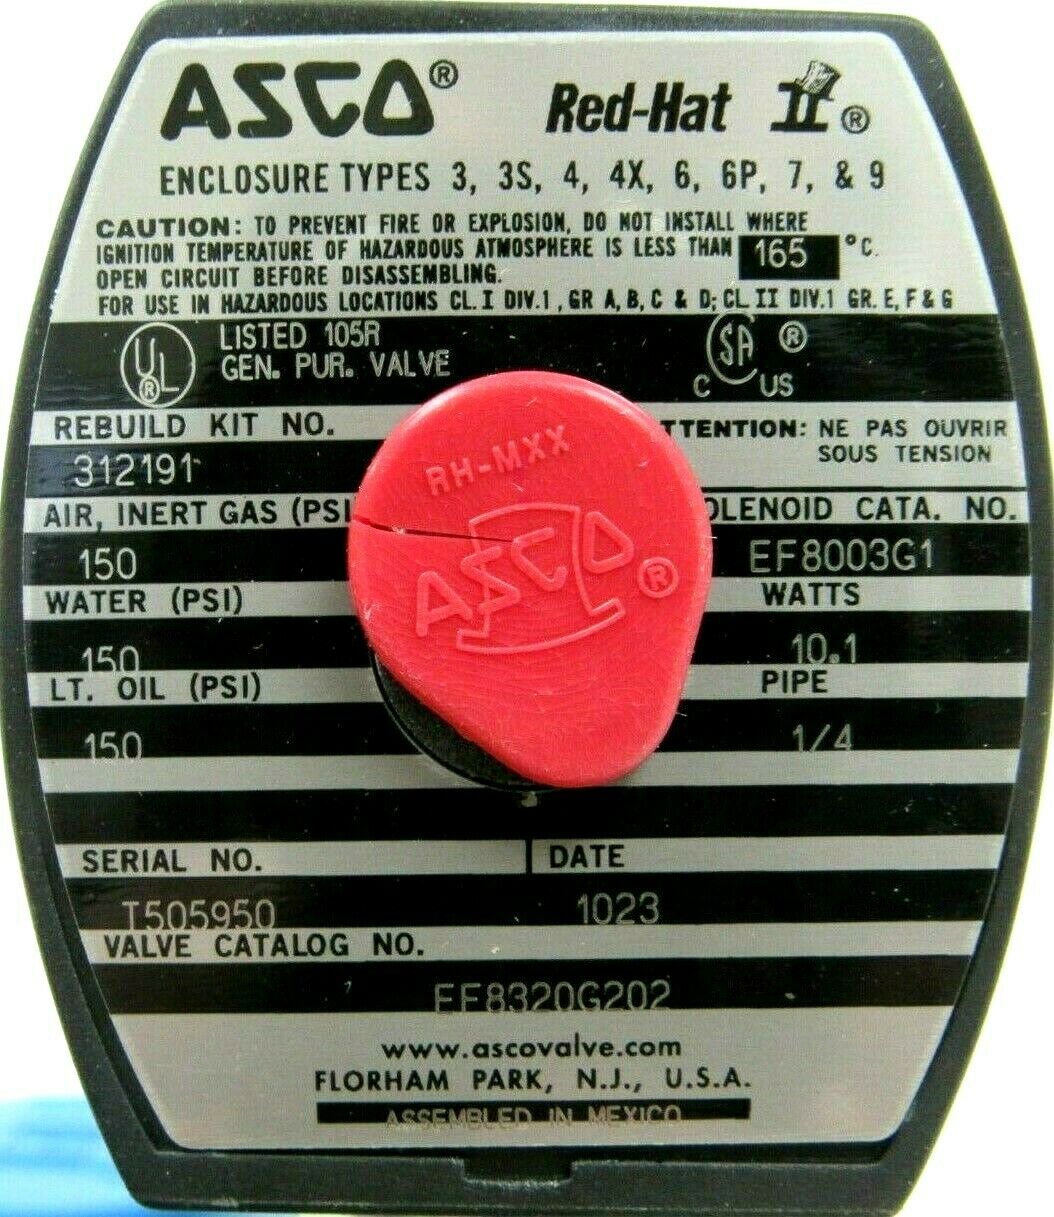 ASCO®
Red-Hat II®
ENCLOSURE TYPES 3, 3S, 4, 4X, 6, 6P, 7, & 9
CAUTION: TO PREVENT FIRE OR EXPLOSION, DO NOT INSTALL WHERE
IGNITION TEMPERATURE OF HAZARDOUS ATMOSPHERE IS LESS THAN 165 °C.
OPEN CIRCUIT BEFORE DISASSEMBLING.
FOR USE IN HAZARDOUS LOCATIONS CL. I DIV. 1, GR A, B, C & D; CL. II DIV. 1 GR. E, F & G
UL® LISTED 105R
GEN. PUR. VALVE
C SA® US
REBUILD KIT NO.
312191
TTENTION: NE PAS OUVRIR
SOUS TENSION
RH-MXX
ASCO®
AIR, INERT GAS (PSI
150
OLENOID CATA. NO.
EF8003G1
WATER (PSI)
150
WATTS
10.1
LT. OIL (PSI)
150
PIPE
1/4
SERIAL NO.
T505950
DATE
1023
VALVE CATALOG NO.
EF8320G202
www.ascovalve.com
FLORHAM PARK, N.J., U.S.A.
ASSEMBLED IN MEXICO